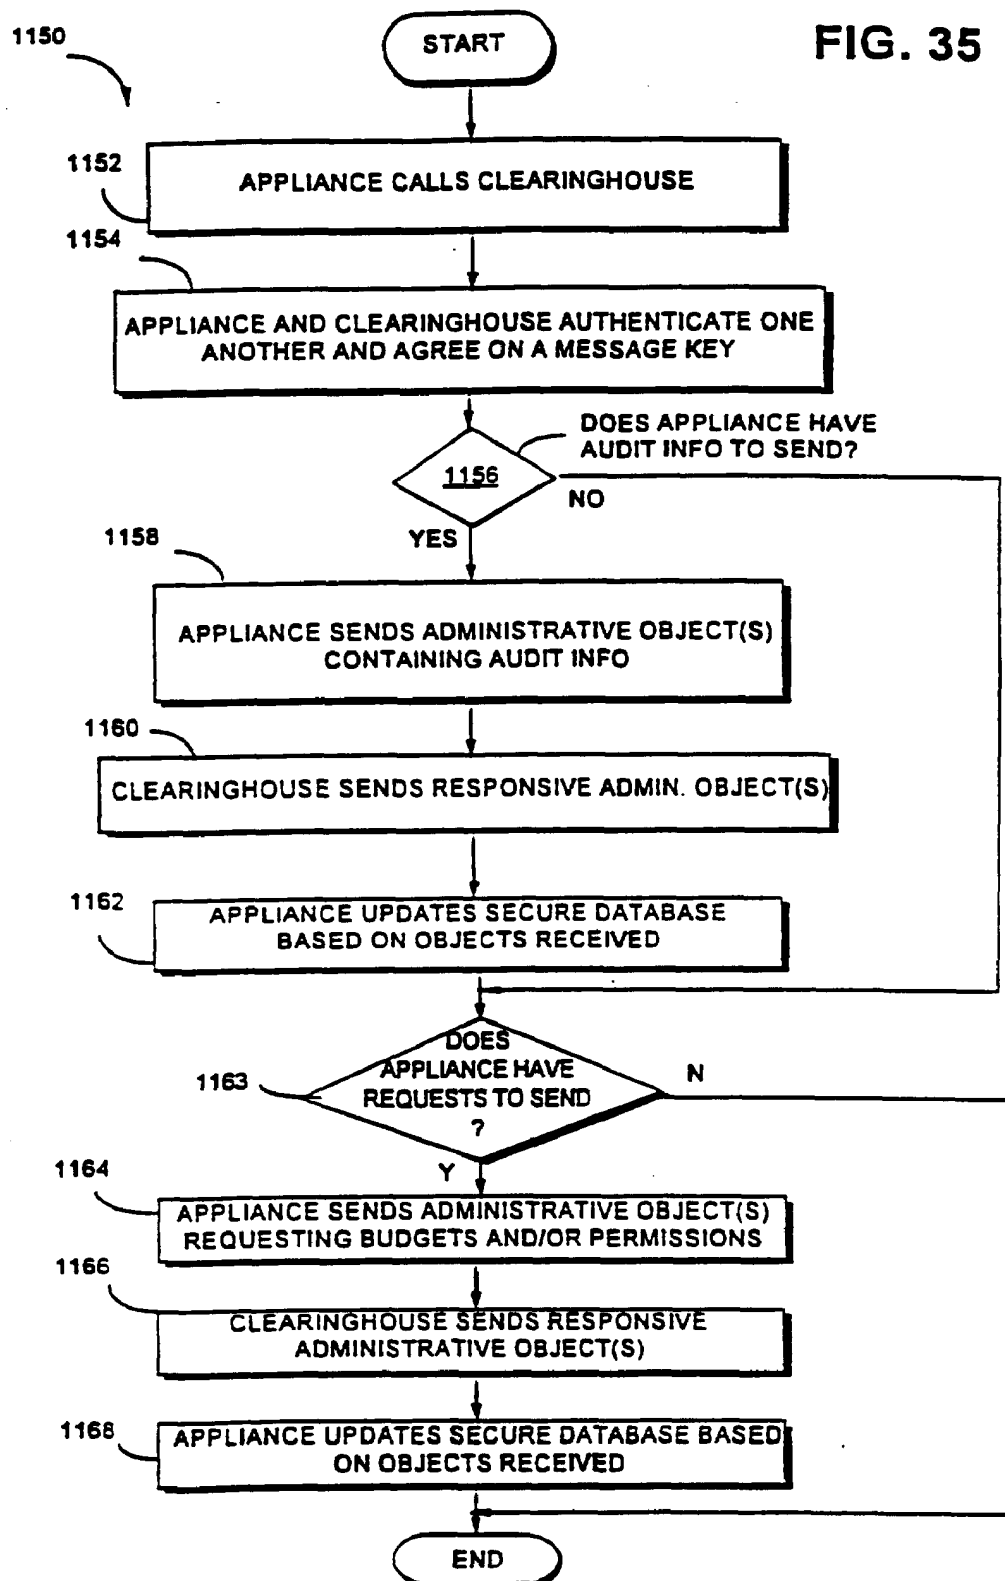 1150
START
FIG. 35
1152
APPLIANCE CALLS CLEARINGHOUSE
1154
APPLIANCE AND CLEARINGHOUSE AUTHENTICATE ONE
ANOTHER AND AGREE ON A MESSAGE KEY
DOES APPLIANCE HAVE
AUDIT INFO TO SEND?
1156
NO
YES
1158
APPLIANCE SENDS ADMINISTRATIVE OBJECT(S)
CONTAINING AUDIT INFO
1160
CLEARINGHOUSE SENDS RESPONSIVE ADMIN. OBJECT(S)
1162
APPLIANCE UPDATES SECURE DATABASE
BASED ON OBJECTS RECEIVED
DOES
APPLIANCE HAVE
REQUESTS TO SEND
?
1163
N
Y
1164
APPLIANCE SENDS ADMINISTRATIVE OBJECT(S)
REQUESTING BUDGETS AND/OR PERMISSIONS
1166
CLEARINGHOUSE SENDS RESPONSIVE
ADMINISTRATIVE OBJECT(S)
1168
APPLIANCE UPDATES SECURE DATABASE BASED
ON OBJECTS RECEIVED
END